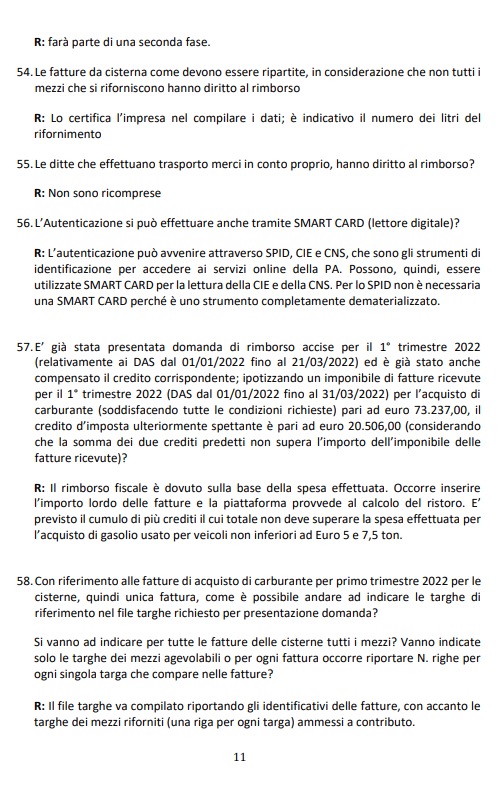 R: farà parte di una seconda fase.
54. Le fatture da cisterna come devono essere ripartite, in considerazione che non tutti i
mezzi che si riforniscono hanno diritto al rimborso
R: Lo certifica l’impresa nel compilare i dati; è indicativo il numero dei litri del
rifornimento
55. Le ditte che effettuano trasporto merci in conto proprio, hanno diritto al rimborso?
R: Non sono ricomprese
56. L’Autenticazione si può effettuare anche tramite SMART CARD (lettore digitale)?
R: L’autenticazione può avvenire attraverso SPID, CIE e CNS, che sono gli strumenti di
identificazione per accedere ai servizi online della PA. Possono, quindi, essere
utilizzate SMART CARD per la lettura della CIE e della CNS. Per lo SPID non è necessaria
una SMART CARD perché è uno strumento completamente dematerializzato.
57. E’ già stata presentata domanda di rimborso accise per il 1° trimestre 2022
(relativamente ai DAS dal 01/01/2022 fino al 21/03/2022) ed è già stato anche
compensato il credito corrispondente; ipotizzando un imponibile di fatture ricevute
per il 1° trimestre 2022 (DAS dal 01/01/2022 fino al 31/03/2022) per l’acquisto di
carburante (soddisfacendo tutte le condizioni richieste) pari ad euro 73.237,00, il
credito d’imposta ulteriormente spettante è pari ad euro 20.506,00 (considerando
che la somma dei due crediti predetti non supera l’importo dell’imponibile delle
fatture ricevute)?
R: Il rimborso fiscale è dovuto sulla base della spesa effettuata. Occorre inserire
l’importo lordo delle fatture e la piattaforma provvede al calcolo del ristoro. E’
previsto il cumulo di più crediti il cui totale non deve superare la spesa effettuata per
l’acquisto di gasolio usato per veicoli non inferiori ad Euro 5 e 7,5 ton.
58. Con riferimento alle fatture di acquisto di carburante per primo trimestre 2022 per le
cisterne, quindi unica fattura, come è possibile andare ad indicare le targhe di
riferimento nel file targhe richiesto per presentazione domanda?
Si vanno ad indicare per tutte le fatture delle cisterne tutti i mezzi? Vanno indicate
solo le targhe dei mezzi agevolabili o per ogni fattura occorre riportare N. righe per
ogni singola targa che compare nelle fatture?
R: Il file targhe va compilato riportando gli identificativi delle fatture, con accanto le
targhe dei mezzi riforniti (una riga per ogni targa) ammessi a contributo.
11